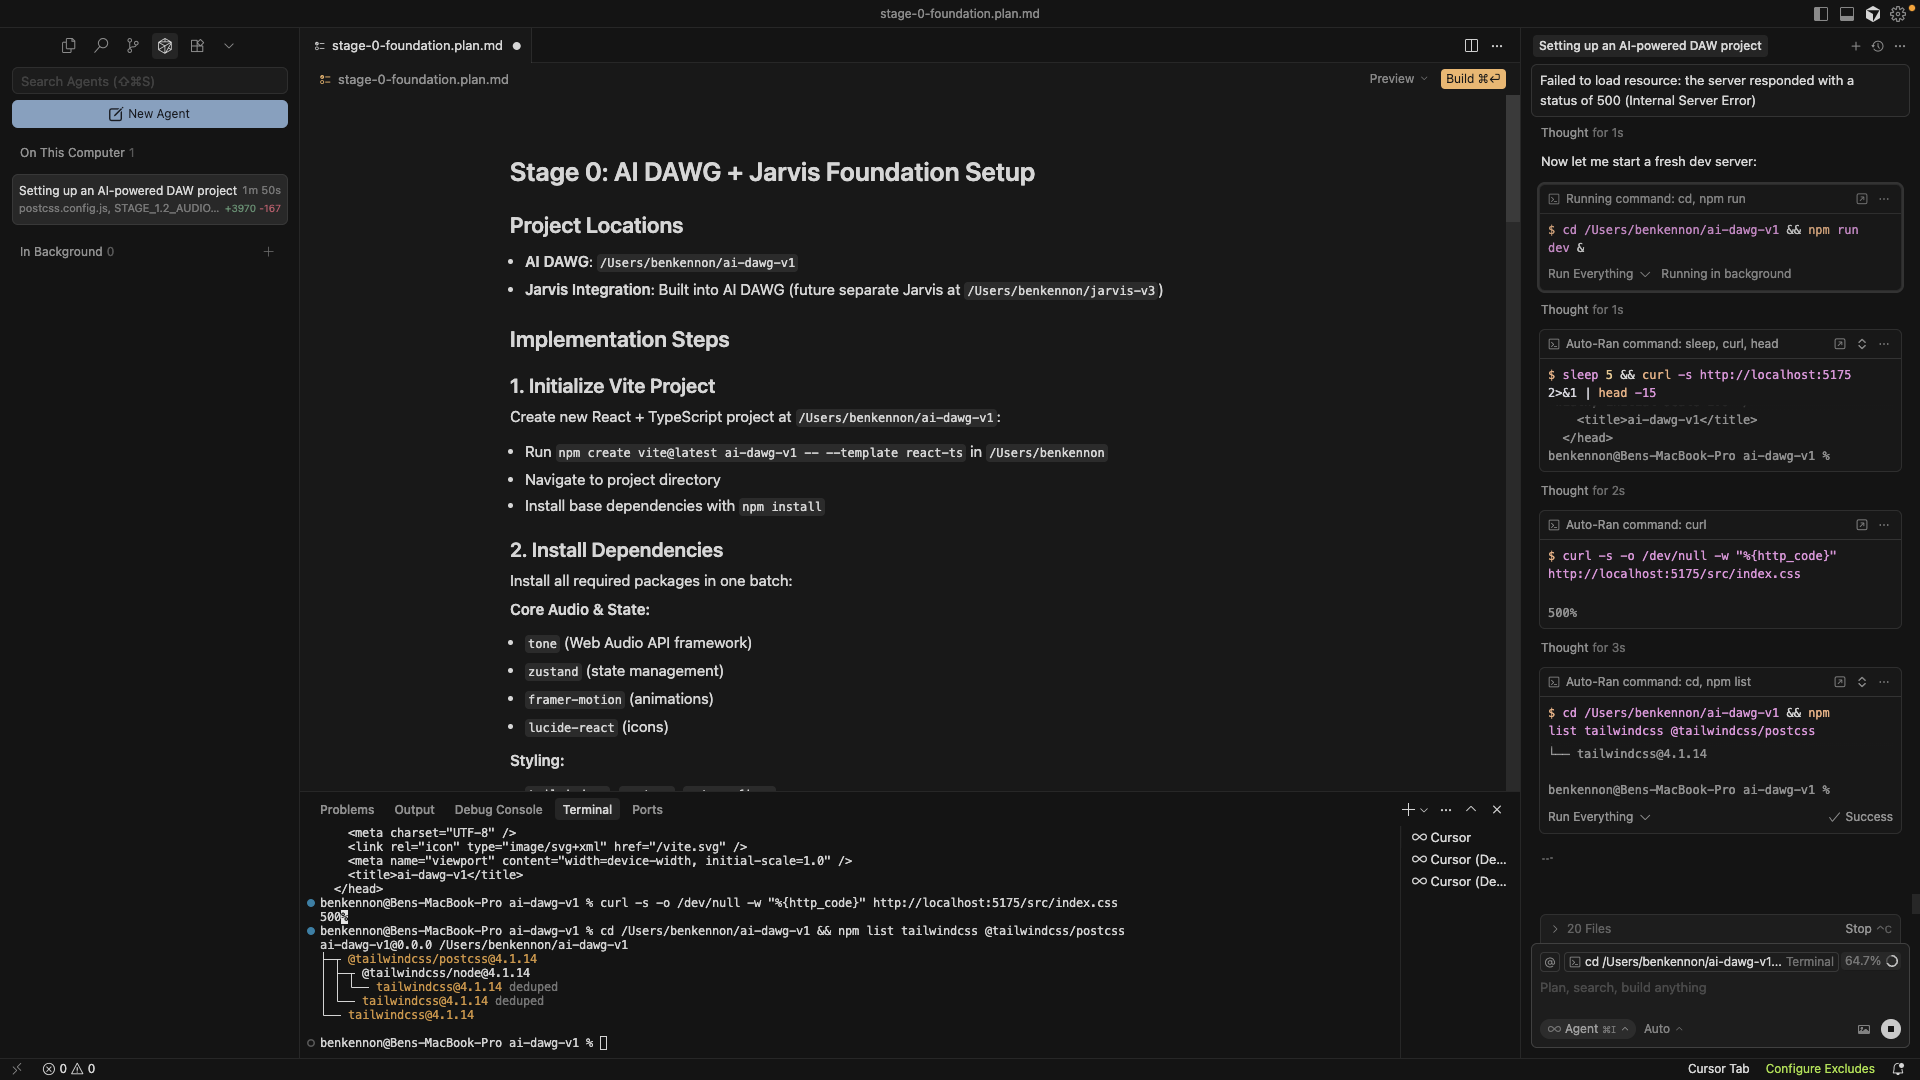 stage-0-foundation.plan.md
Search Agents (⇧⌘S)
New Agent
On This Computer 1
Setting up an AI-powered DAW project 1m 50s
postcss.config.js, STAGE_1.2_AUDIO... +3970 -167
In Background 0
stage-0-foundation.plan.md
stage-0-foundation.plan.md
Preview
Build ⌘⏎
Stage 0: AI DAWG + Jarvis Foundation Setup
Project Locations
• AI DAWG: /Users/benkennon/ai-dawg-v1
• Jarvis Integration: Built into AI DAWG (future separate Jarvis at /Users/benkennon/jarvis-v3)
Implementation Steps
1. Initialize Vite Project
Create new React + TypeScript project at /Users/benkennon/ai-dawg-v1:
• Run npm create vite@latest ai-dawg-v1 -- --template react-ts in /Users/benkennon
• Navigate to project directory
• Install base dependencies with npm install
2. Install Dependencies
Install all required packages in one batch:
Core Audio & State:
• tone (Web Audio API framework)
• zustand (state management)
• framer-motion (animations)
• lucide-react (icons)
Styling:
Problems Output Debug Console Terminal Ports
<meta charset="UTF-8" />
<link rel="icon" type="image/svg+xml" href="/vite.svg" />
<meta name="viewport" content="width=device-width, initial-scale=1.0" />
<title>ai-dawg-v1</title>
</head>
benkennon@Bens-MacBook-Pro ai-dawg-v1 % curl -s -o /dev/null -w "%{http_code}" http://localhost:5175/src/index.css
500%
benkennon@Bens-MacBook-Pro ai-dawg-v1 % cd /Users/benkennon/ai-dawg-v1 && npm list tailwindcss @tailwindcss/postcss
ai-dawg-v1@0.0.0 /Users/benkennon/ai-dawg-v1
├─┬ @tailwindcss/postcss@4.1.14
│ ├─┬ @tailwindcss/node@4.1.14
│ │ └── tailwindcss@4.1.14 deduped
│ └── tailwindcss@4.1.14 deduped
└── tailwindcss@4.1.14
benkennon@Bens-MacBook-Pro ai-dawg-v1 %
Cursor
Cursor (De...
Cursor (De...
Setting up an AI-powered DAW project
Failed to load resource: the server responded with a
status of 500 (Internal Server Error)
Thought for 1s
Now let me start a fresh dev server:
Running command: cd, npm run
$ cd /Users/benkennon/ai-dawg-v1 && npm run
dev &
Run Everything Running in background
Thought for 1s
Auto-Ran command: sleep, curl, head
$ sleep 5 && curl -s http://localhost:5175
2>&1 | head -15
<title>ai-dawg-v1</title>
</head>
benkennon@Bens-MacBook-Pro ai-dawg-v1 %
Thought for 2s
Auto-Ran command: curl
$ curl -s -o /dev/null -w "%{http_code}"
http://localhost:5175/src/index.css
500%
Thought for 3s
Auto-Ran command: cd, npm list
$ cd /Users/benkennon/ai-dawg-v1 && npm
list tailwindcss @tailwindcss/postcss
└── tailwindcss@4.1.14
benkennon@Bens-MacBook-Pro ai-dawg-v1 %
Run Everything Success
20 Files Stop ^C
@ cd /Users/benkennon/ai-dawg-v1... Terminal 64.7%
Plan, search, build anything
Agent ⌘I Auto
0 0
Cursor Tab Configure Excludes